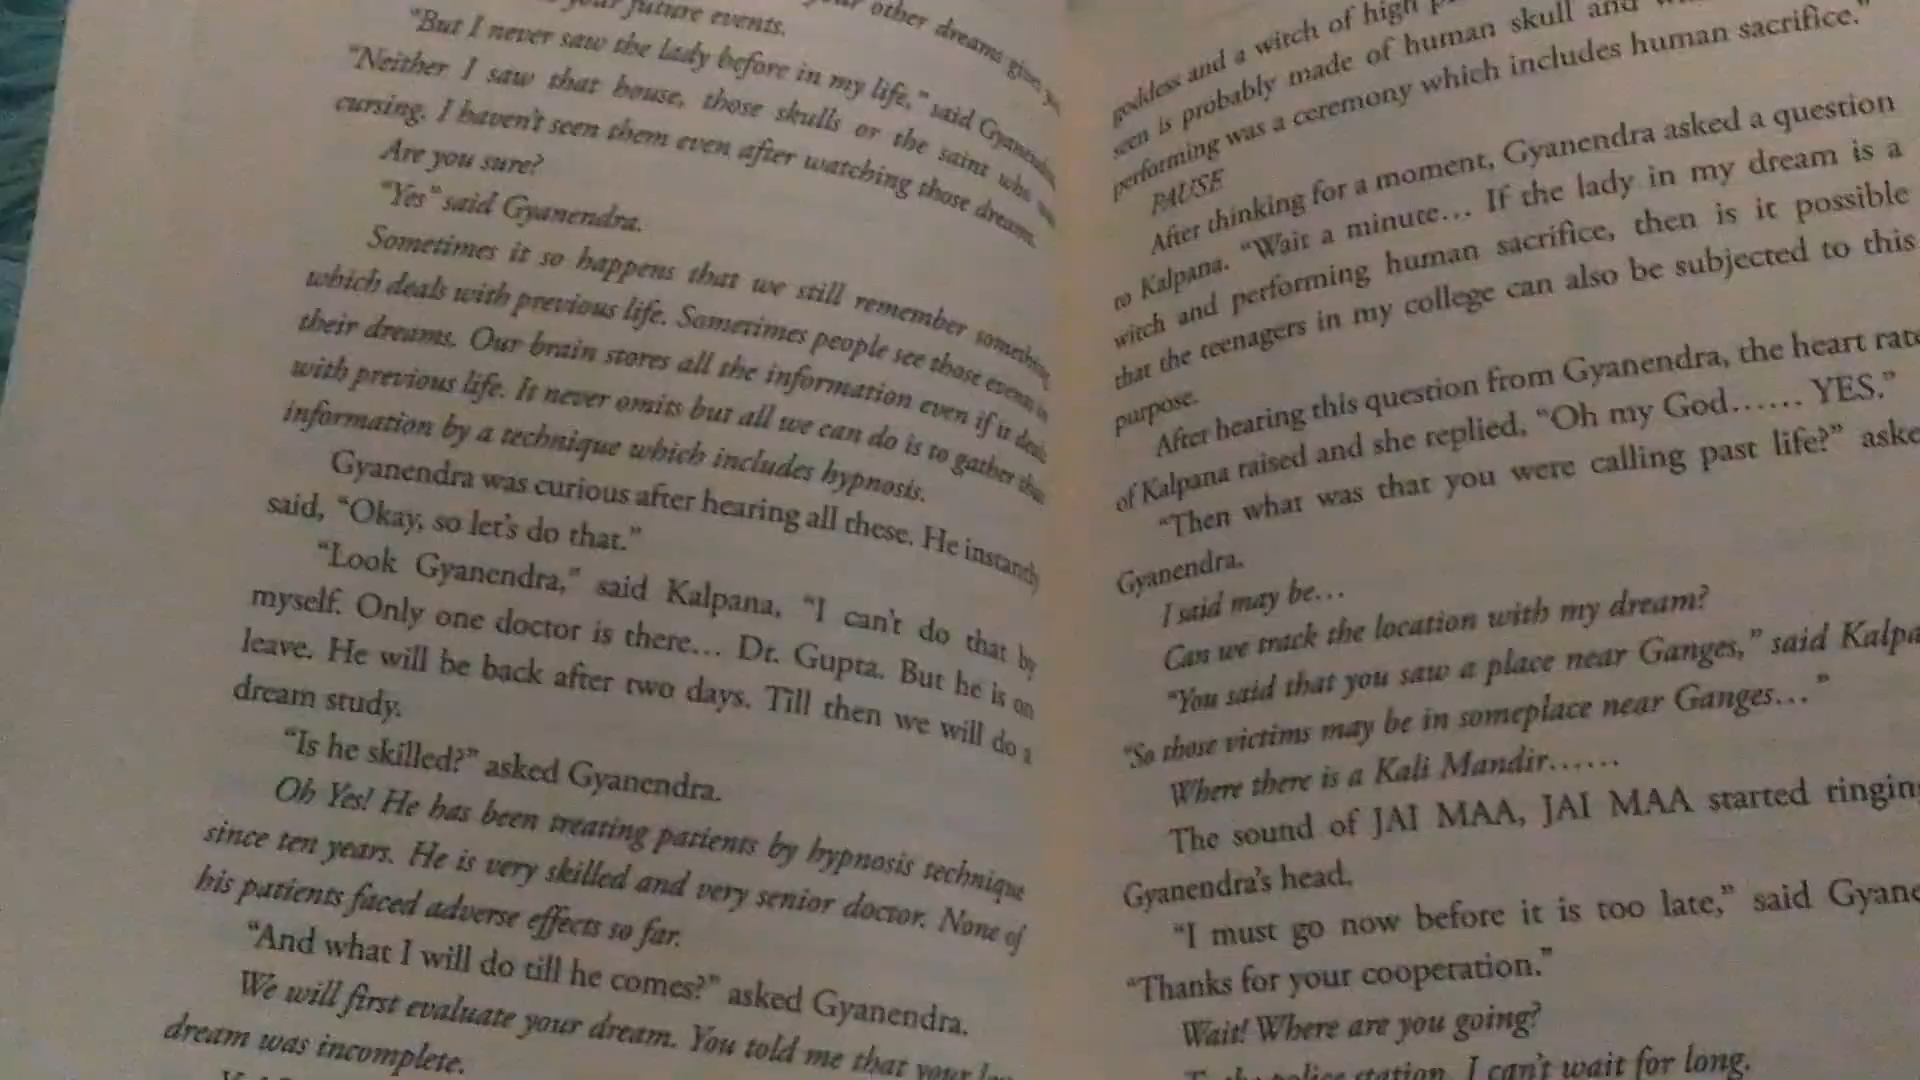 your other dreams gives
your future events.
"But I never saw the lady before in my life," said Gyanendra.
"Neither I saw that house, those skulls or the saint who was
cursing. I haven't seen them even after watching those dreams.
Are you sure?
"Yes" said Gyanendra.
Sometimes it so happens that we still remember something
which deals with previous life. Sometimes people see those events in
their dreams. Our brain stores all the information even if it deals
with previous life. It never omits but all we can do is to gather that
information by a technique which includes hypnosis.
Gyanendra was curious after hearing all these. He instantly
said, "Okay, so let's do that."
"Look Gyanendra," said Kalpana, "I can't do that by
myself. Only one doctor is there... Dr. Gupta. But he is on
leave. He will be back after two days. Till then we will do a
dream study.
"Is he skilled?" asked Gyanendra.
Oh Yes! He has been treating patients by hypnosis technique
since ten years. He is very skilled and very senior doctor. None of
his patients faced adverse effects so far.
"And what I will do till he comes?" asked Gyanendra.
We will first evaluate your dream. You told me that your
dream was incomplete.
goddess and a witch of high
seen is probably made of human skull and
performing was a ceremony which includes human sacrifice."
PAUSE
After thinking for a moment, Gyanendra asked a question
to Kalpana. "Wait a minute... If the lady in my dream is a
witch and performing human sacrifice, then is it possible
that the teenagers in my college can also be subjected to this
purpose.
After hearing this question from Gyanendra, the heart rate
of Kalpana raised and she replied, "Oh my God...... YES."
"Then what was that you were calling past life?" aske
Gyanendra.
I said may be...
Can we track the location with my dream?
"You said that you saw a place near Ganges," said Kalpa
"So those victims may be in someplace near Ganges..."
Where there is a Kali Mandir......
The sound of JAI MAA, JAI MAA started ringing
Gyanendra's head.
"I must go now before it is too late," said Gyane
"Thanks for your cooperation."
Wait! Where are you going?
police station. I can't wait for long.